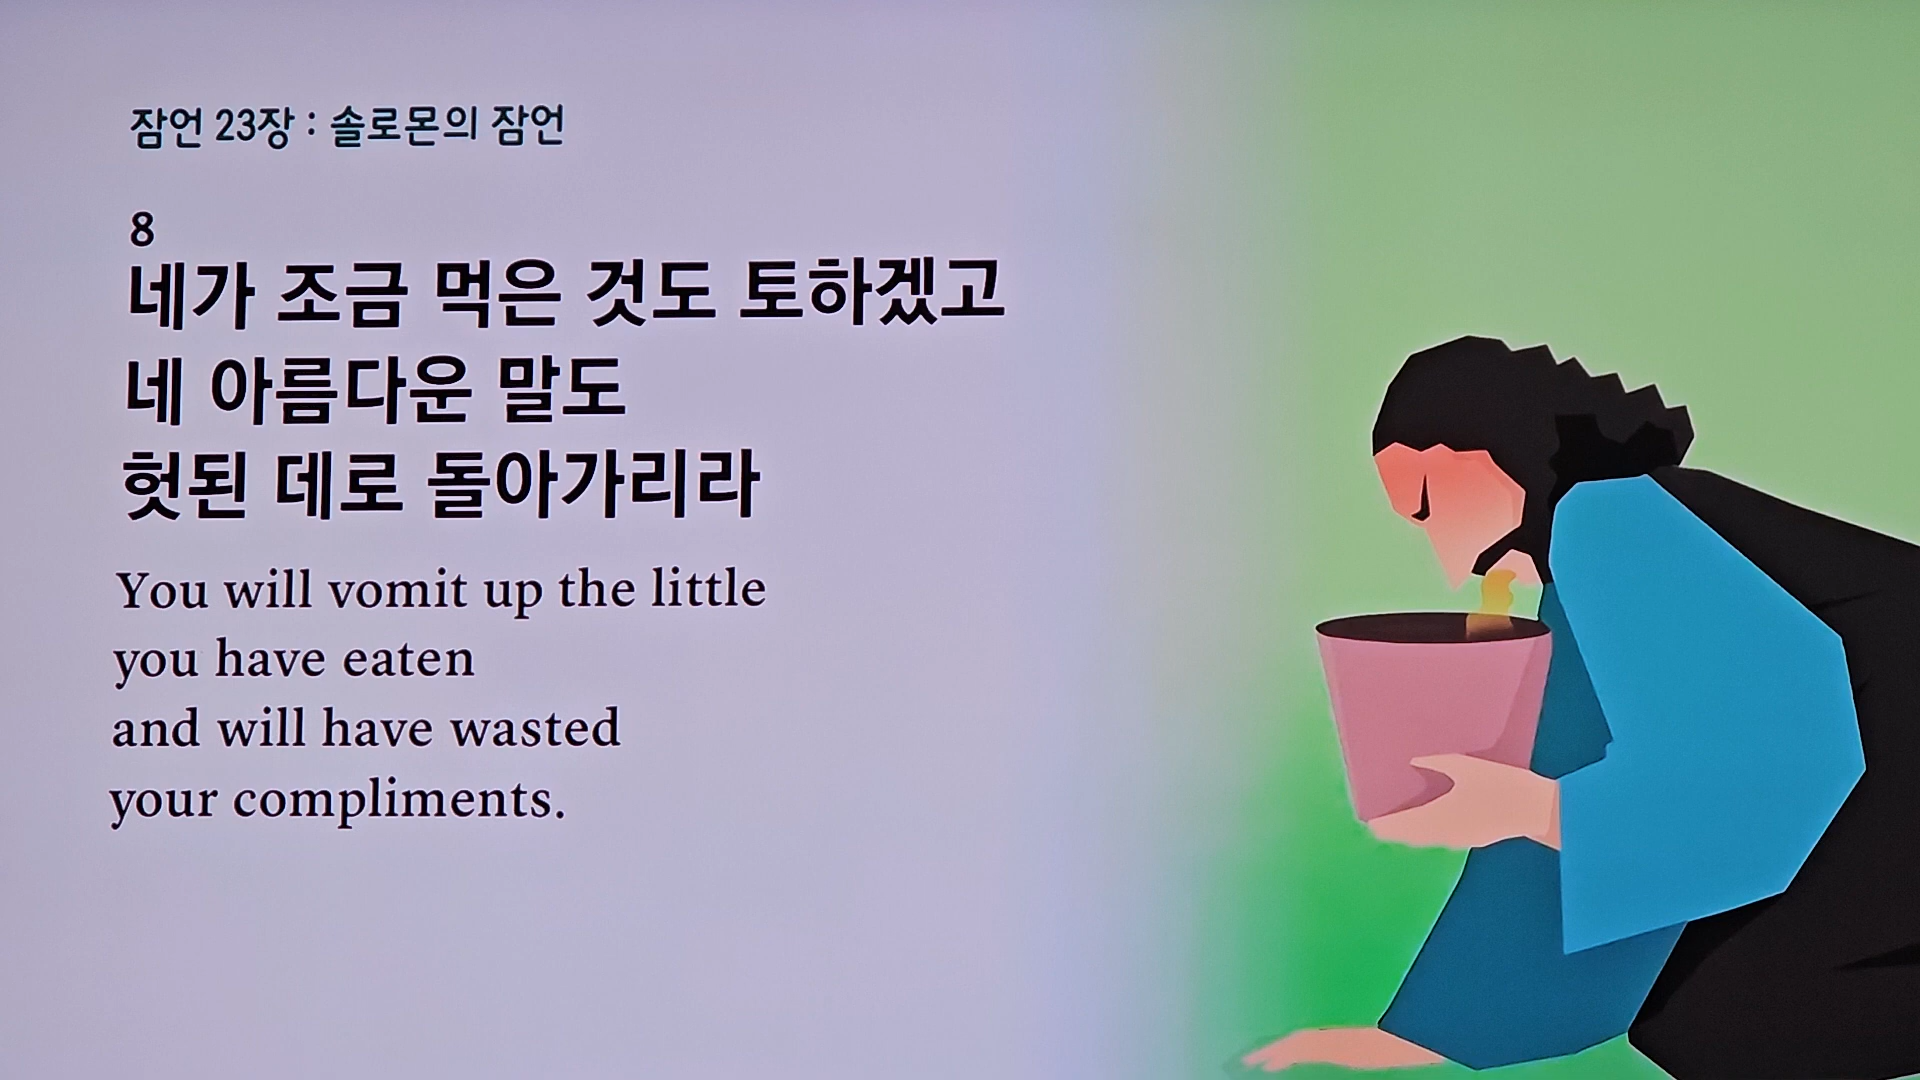 잠언 23장 : 솔로몬의 잠언
8
네가 조금 먹은 것도 토하겠고
네 아름다운 말도
헛된 데로 돌아가리라
You will vomit up the little
you have eaten
and will have wasted
your compliments.